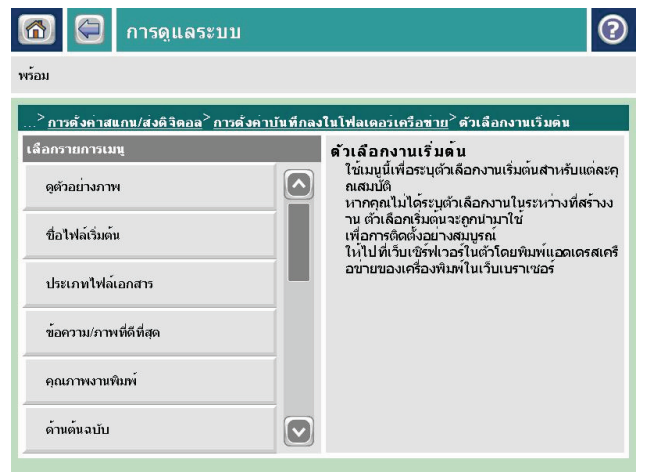 การดูแลระบบ
?
พร้อม
...> การตั้งค่าสแกน/ส่งดิจิตอล > การตั้งค่าบันทึกลงในโฟลเดอร์เครือข่าย > ตัวเลือกงานเริ่มต้น
เลือกรายการเมนู
ดูตัวอย่างภาพ
ชื่อไฟล์เริ่มต้น
ประเภทไฟล์เอกสาร
ข้อความ/ภาพที่ดีที่สุด
คุณภาพงานพิมพ์
ด้านต้นฉบับ
ตัวเลือกงานเริ่มต้น
ใช้เมนูนี้เพื่อระบุตัวเลือกงานเริ่มต้นสำหรับแต่ละคุ
ณสมบัติ
หากคุณไม่ได้ระบุตัวเลือกงานในระหว่างที่สร้างง
าน ตัวเลือกเริ่มต้นจะถูกนำมาใช้
เพื่อการติดตั้งอย่างสมบูรณ์
ให้ไปที่เว็บเซิร์ฟเวอร์ในตัวโดยพิมพ์แอดเดรสเครื
อข่ายของเครื่องพิมพ์ในเว็บเบราเซอร์